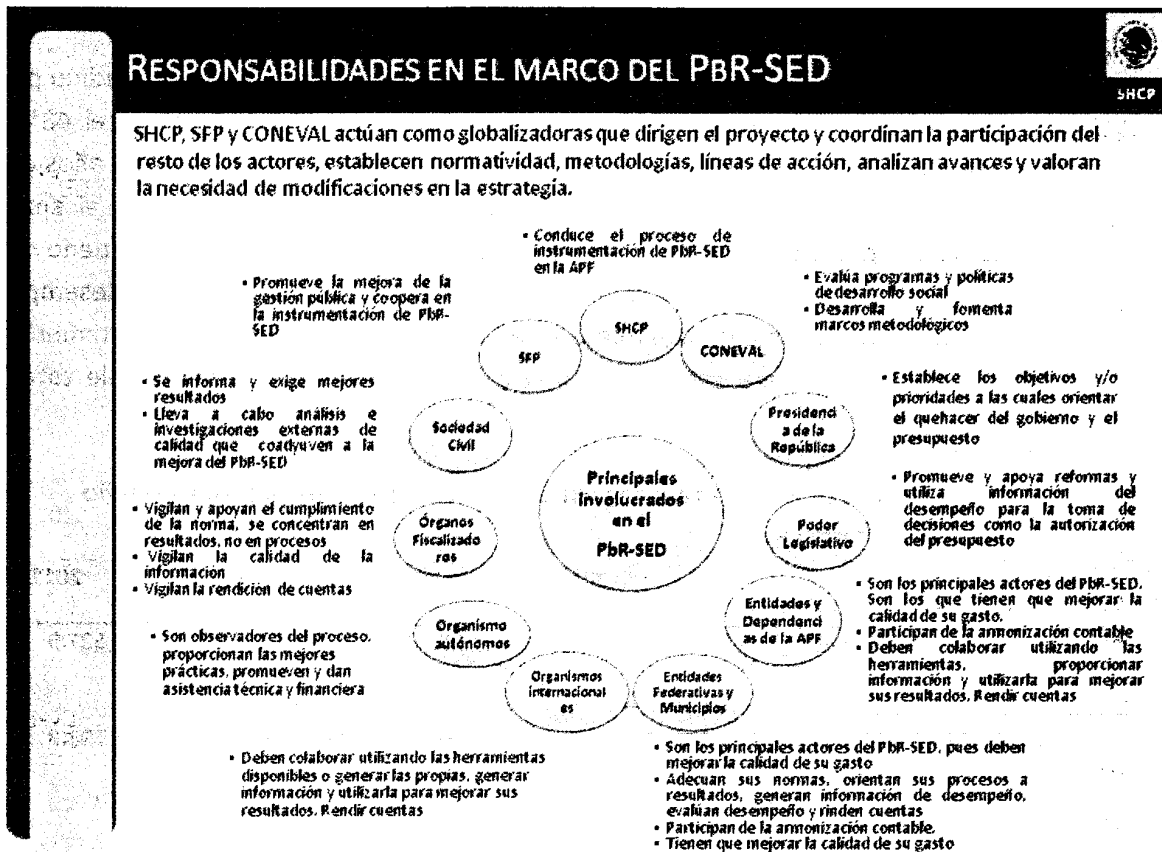 RESPONSABILIDADES EN EL MARCO DEL PBR-SED
SHCP
SHCP, SFP y CONEVAL actúan como globalizadoras que dirigen el proyecto y coordinan la participación del
resto de los actores, establecen normatividad, metodologías, líneas de acción, analizan avances y valoran
la necesidad de modificaciones en la estrategia.
• Conduce el proceso de
instrumentación de PbR-SED
en la APF
• Promueve la mejora de la
gestión pública y coopera en
la instrumentación de PbR-
SED
• Evalúa programas y políticas
de desarrollo social
• Desarrolla y fomenta
marcos metodológicos
SHCP
SFP
CONEVAL
• Se informa y exige mejores
resultados
• Lleva a cabo análisis e
investigaciones externas de
calidad que coadyuven a la
mejora del PbR-SED
Sociedad
Civil
Presidenci
a de la
República
• Establece los objetivos y/o
prioridades a las cuales orientar
el quehacer del gobierno y el
presupuesto
Principales
involucrados
en el
PbR-SED
• Vigilan y apoyan el cumplimiento
de la norma, se concentran en
resultados, no en procesos
• Vigilan la calidad de la
información
• Vigilan la rendición de cuentas
Órganos
Fiscalizado
ros
Poder
Legislativo
• Promueve y apoya reformas y
utiliza información del
desempeño para la toma de
decisiones como la autorización
del presupuesto
• Son observadores del proceso,
proporcionan las mejores
prácticas, promueven y dan
asistencia técnica y financiera
Organismo
autónomos
Entidades y
Dependenci
as de la APF
• Son los principales actores del PbR-SED.
Son los que tienen que mejorar la
calidad de su gasto.
• Participan de la armonización contable
• Deben colaborar utilizando las
herramientas, proporcionar
información y utilizarla para mejorar
sus resultados. Rendir cuentas
Organismos
internacional
es
Entidades
Federativas y
Municipios
• Deben colaborar utilizando las herramientas
disponibles o generar las propias, generar
información y utilizarla para mejorar sus
resultados. Rendir cuentas
• Son los principales actores del PbR-SED, pues deben
mejorar la calidad de su gasto
• Adecuan sus normas, orientan sus procesos a
resultados, generan información de desempeño,
evalúan desempeño y rinden cuentas
• Participan de la armonización contable.
• Tienen que mejorar la calidad de su gasto